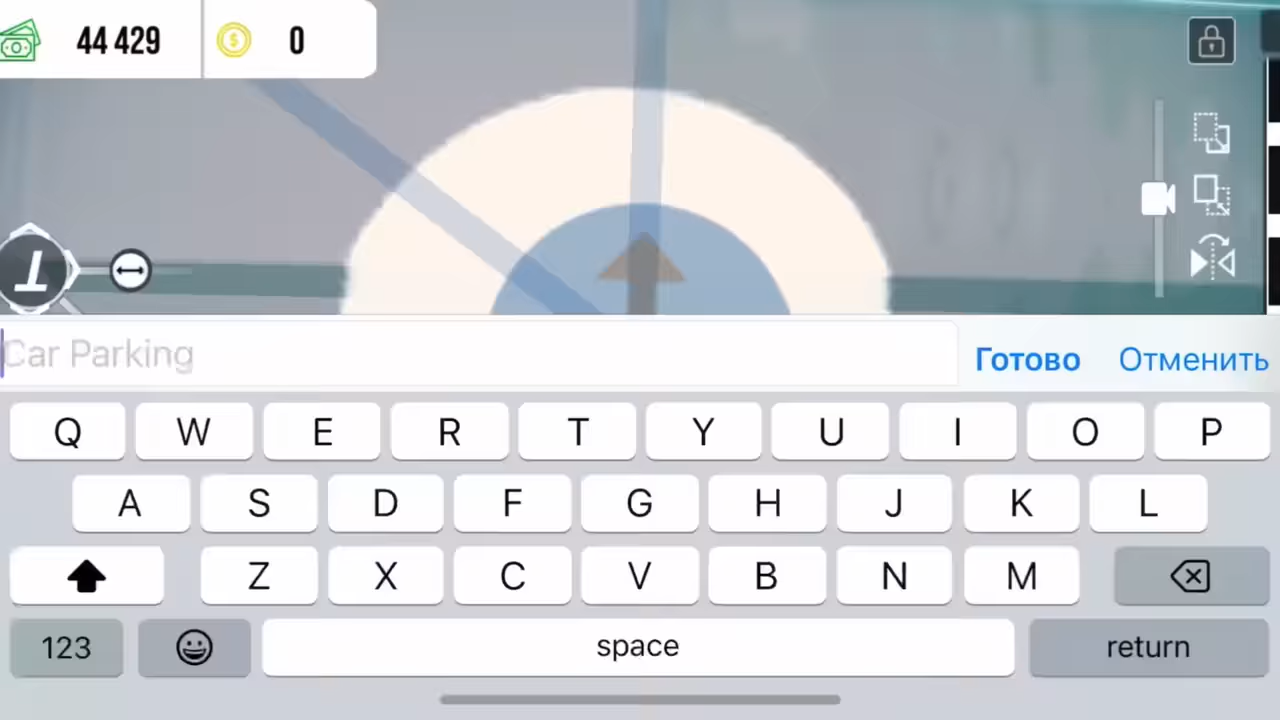 44 429 0
Car Parking Готово Отменить
Q W E R T Y U I O P
A S D F G H J K L
Z X C V B N M
123 space return